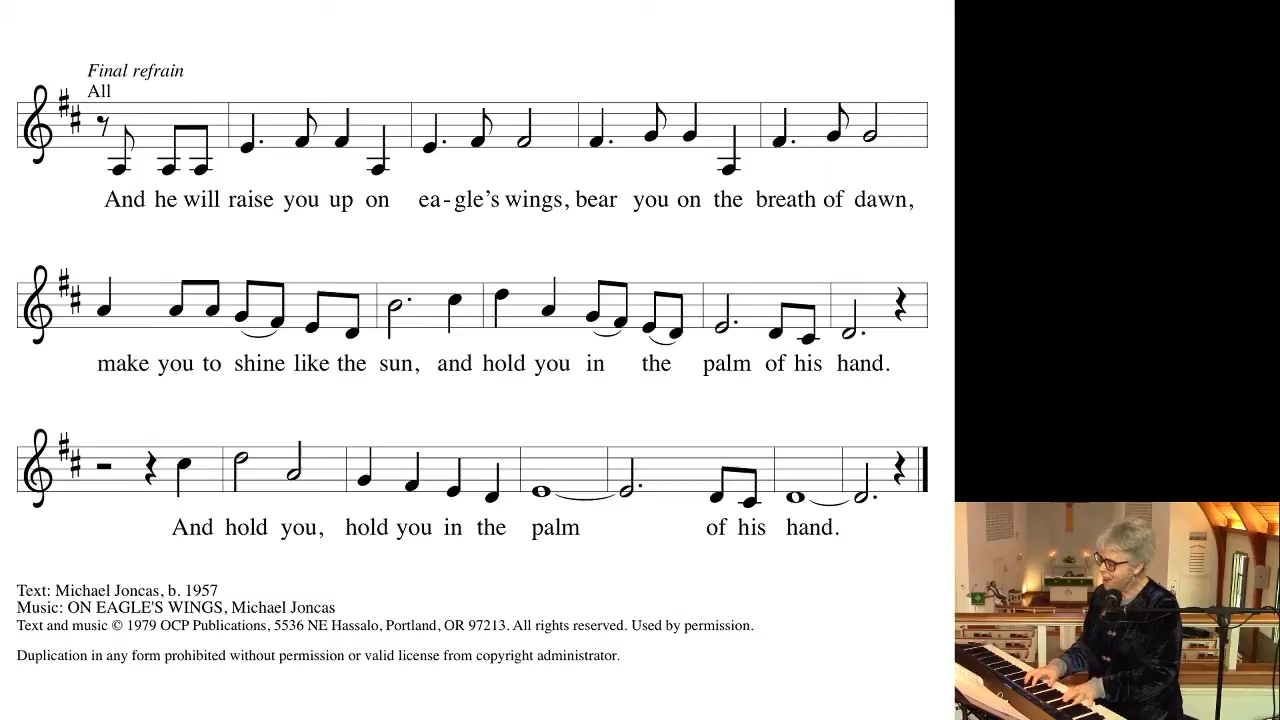 Final refrain
All
And he will raise you up on ea - gle's wings, bear you on the breath of dawn,
make you to shine like the sun, and hold you in the palm of his hand.
And hold you, hold you in the palm of his hand.
Text: Michael Joncas, b. 1957
Music: ON EAGLE'S WINGS, Michael Joncas
Text and music © 1979 OCP Publications, 5536 NE Hassalo, Portland, OR 97213. All rights reserved. Used by permission.
Duplication in any form prohibited without permission or valid license from copyright administrator.